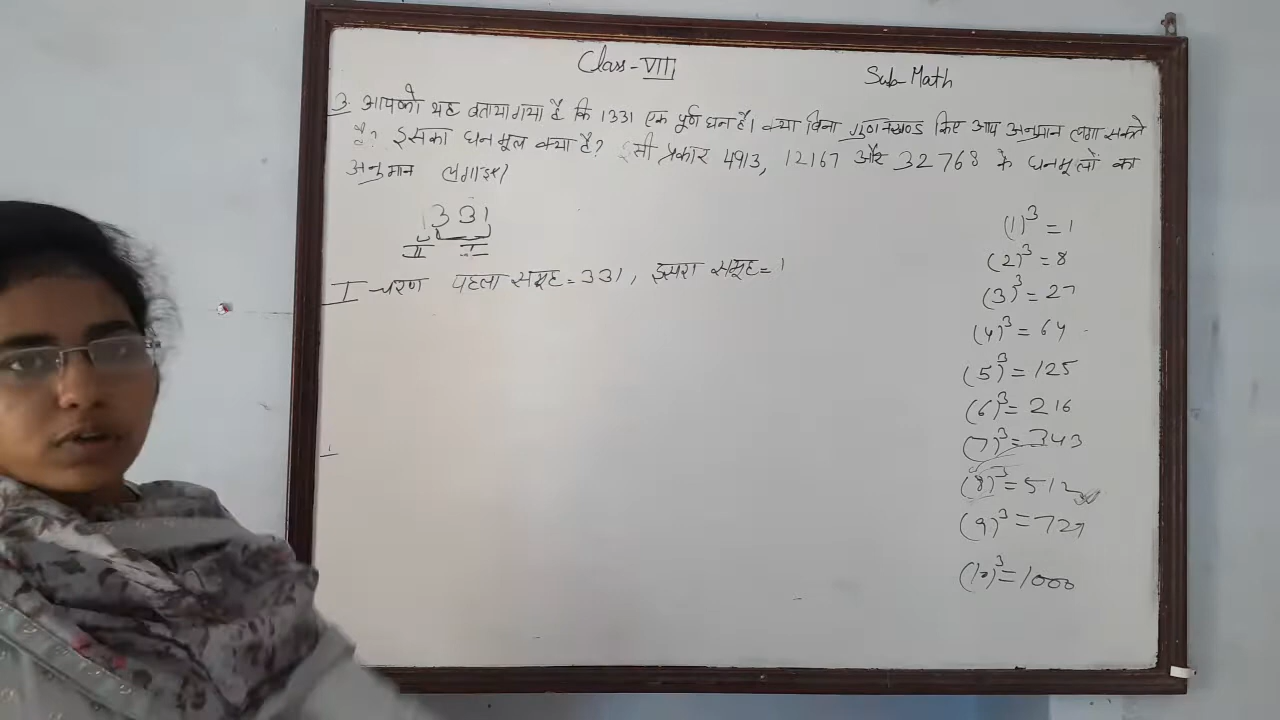 Class-VIII
Sub-Math
3. आपको यह बताया गया है कि 1331 एक पूर्ण घन है। क्या बिना गुणनखण्ड किए आप अनुमान लगा सकते
है? इसका घनमूल क्या है? इसी प्रकार 4913, 12167 और 32768 के घनमूलों का
अनुमान लगाइए।
1331
II I
I चरण पहला समूह = 331, दूसरा समूह = 1
(1)³ = 1
(2)³ = 8
(3)³ = 27
(4)³ = 64
(5)³ = 125
(6)³ = 216
(7)³ = 343
(8)³ = 512
(9)³ = 729
(10)³ = 1000